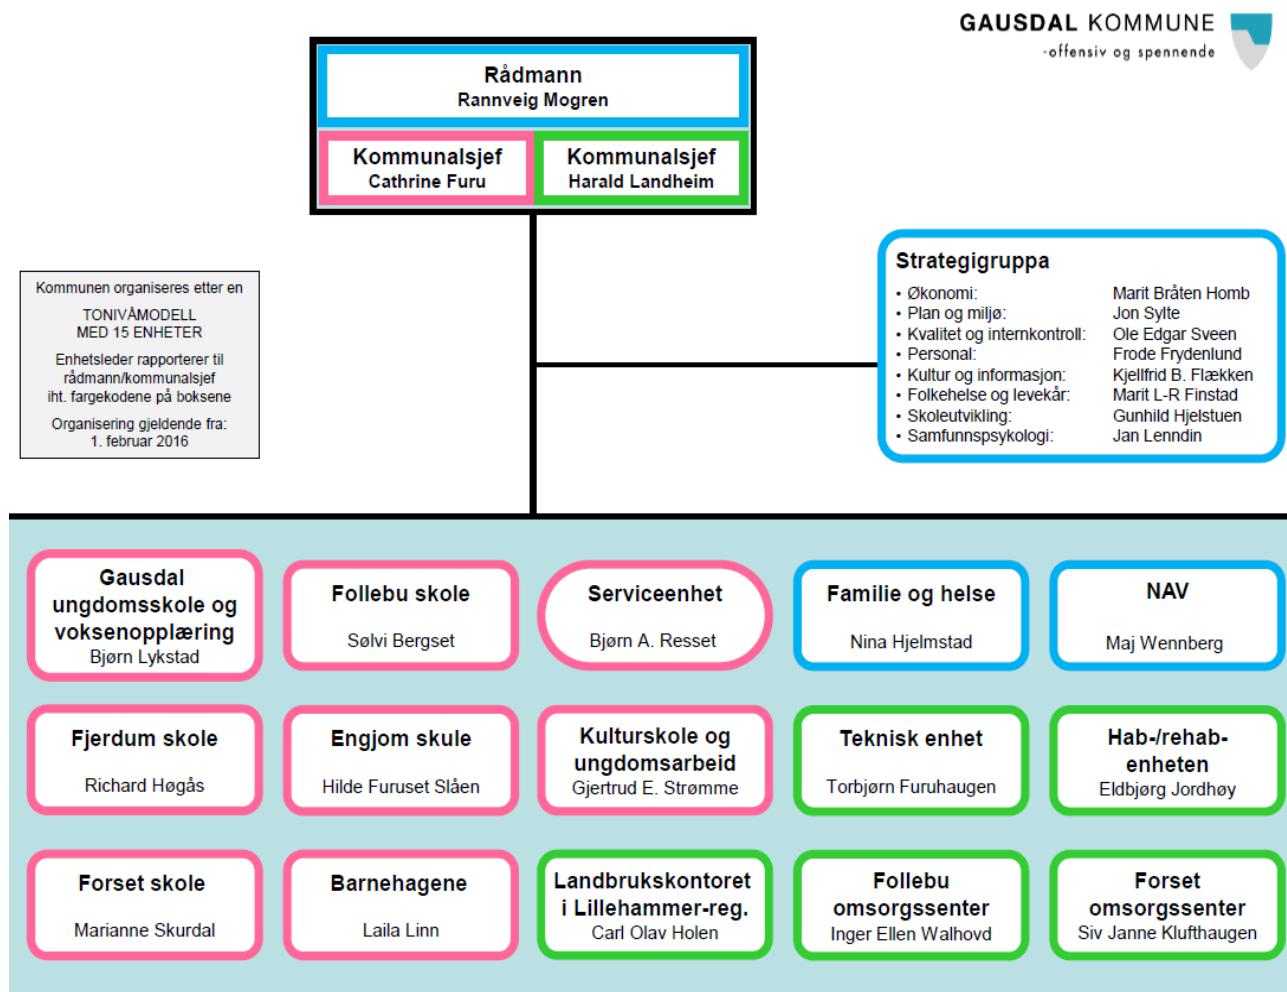 GAUSDAL KOMMUNE
-offensiv og spennende
Rådmann
Rannveig Mogren
Kommunalsjef
Cathrine Furu
Kommunalsjef
Harald Landheim
Kommunen organiseres etter en
TONIVÅMODELL
MED 15 ENHETER
Enhetsleder rapporterer til
rådmann/kommunalsjef
iht. fargekodene på boksene
Organisering gjeldende fra:
1. februar 2016
Strategigruppa
• Økonomi: Marit Bråten Homb
• Plan og miljø: Jon Sylte
• Kvalitet og internkontroll: Ole Edgar Sveen
• Personal: Frode Frydenlund
• Kultur og informasjon: Kjellfrid B. Flækken
• Folkehelse og levekår: Marit L-R Finstad
• Skoleutvikling: Gunhild Hjelstuen
• Samfunnspsykologi: Jan Lenndin
Gausdal
ungdomsskole og
voksenopplæring
Bjørn Lykstad
Follebu skole
Sølvi Bergset
Serviceenhet
Bjørn A. Resset
Familie og helse
Nina Hjelmstad
NAV
Maj Wennberg
Fjerdum skole
Richard Høgås
Engjom skule
Hilde Furuset Slåen
Kulturskole og
ungdomsarbeid
Gjertrud E. Strømme
Teknisk enhet
Torbjørn Furuhaugen
Hab-/rehab-
enheten
Eldbjørg Jordhøy
Forset skole
Marianne Skurdal
Barnehagene
Laila Linn
Landbrukskontoret
i Lillehammer-reg.
Carl Olav Holen
Follebu
omsorgssenter
Inger Ellen Walhovd
Forset
omsorgssenter
Siv Janne Klufthaugen